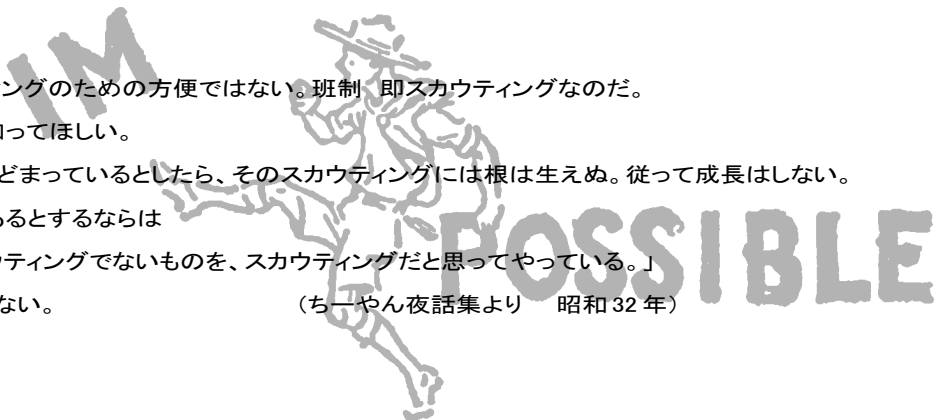 IM
ィングのための方便ではない。班制　即スカウティングなのだ。
知ってほしい。
どまっているとしたら、そのスカウティングには根は生えぬ。従って成長はしない。
あるとするならは
ウティングでないものを、スカウティングだと思ってやっている。」
POSSIBLE
ない。　（ちーやん夜話集より　昭和32年）